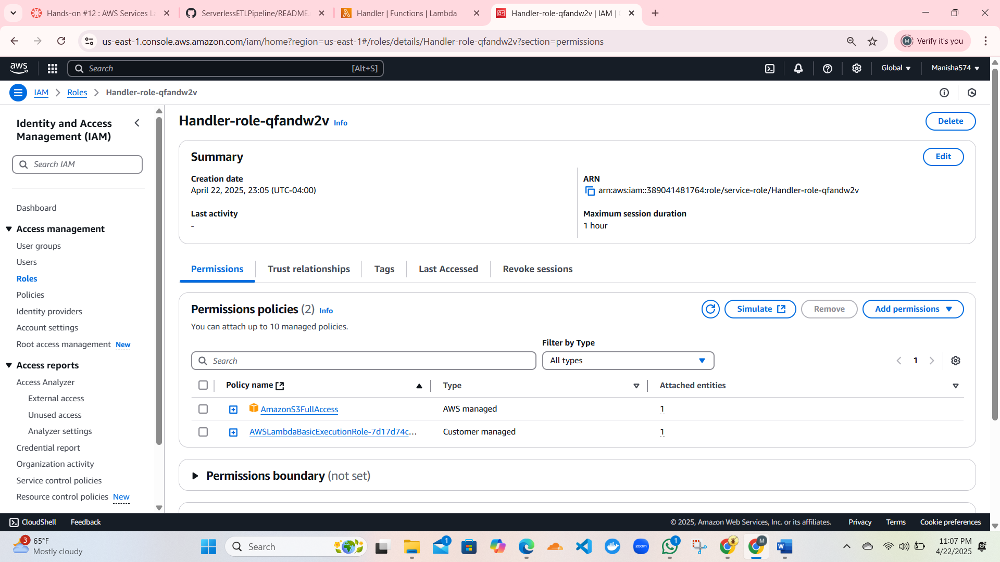 Hands-on #12 : AWS Services La
ServerlessETLPipeline/README.
Handler | Functions | Lambda
Handler-role-qfandw2v | IAM |
us-east-1.console.aws.amazon.com/iam/home?region=us-east-1#/roles/details/Handler-role-qfandw2v?section=permissions
M
Verify it's you
aws
Search
[Alt+S]
Global
Manisha574
IAM
Roles
Handler-role-qfandw2v
Identity and Access
Management (IAM)
Search IAM
Dashboard
Access management
User groups
Users
Roles
Policies
Identity providers
Account settings
Root access management New
Access reports
Access Analyzer
External access
Unused access
Analyzer settings
Credential report
Organization activity
Service control policies
Resource control policies New
Handler-role-qfandw2v Info
Delete
Summary
Edit
Creation date
April 22, 2025, 23:05 (UTC-04:00)
ARN
arn:aws:iam::389041481764:role/service-role/Handler-role-qfandw2v
Last activity
-
Maximum session duration
1 hour
Permissions
Trust relationships
Tags
Last Accessed
Revoke sessions
Permissions policies (2) Info
You can attach up to 10 managed policies.
Simulate
Remove
Add permissions
Filter by Type
Search
All types
1
Policy name
Type
Attached entities
AmazonS3FullAccess
AWS managed
1
AWSLambdaBasicExecutionRole-7d17d74c...
Customer managed
1
Permissions boundary (not set)
CloudShell
Feedback
© 2025, Amazon Web Services, Inc. or its affiliates.
Privacy
Terms
Cookie preferences
3
65°F
Mostly cloudy
Search
1
zoom
1
M
W
11:07 PM
4/22/2025